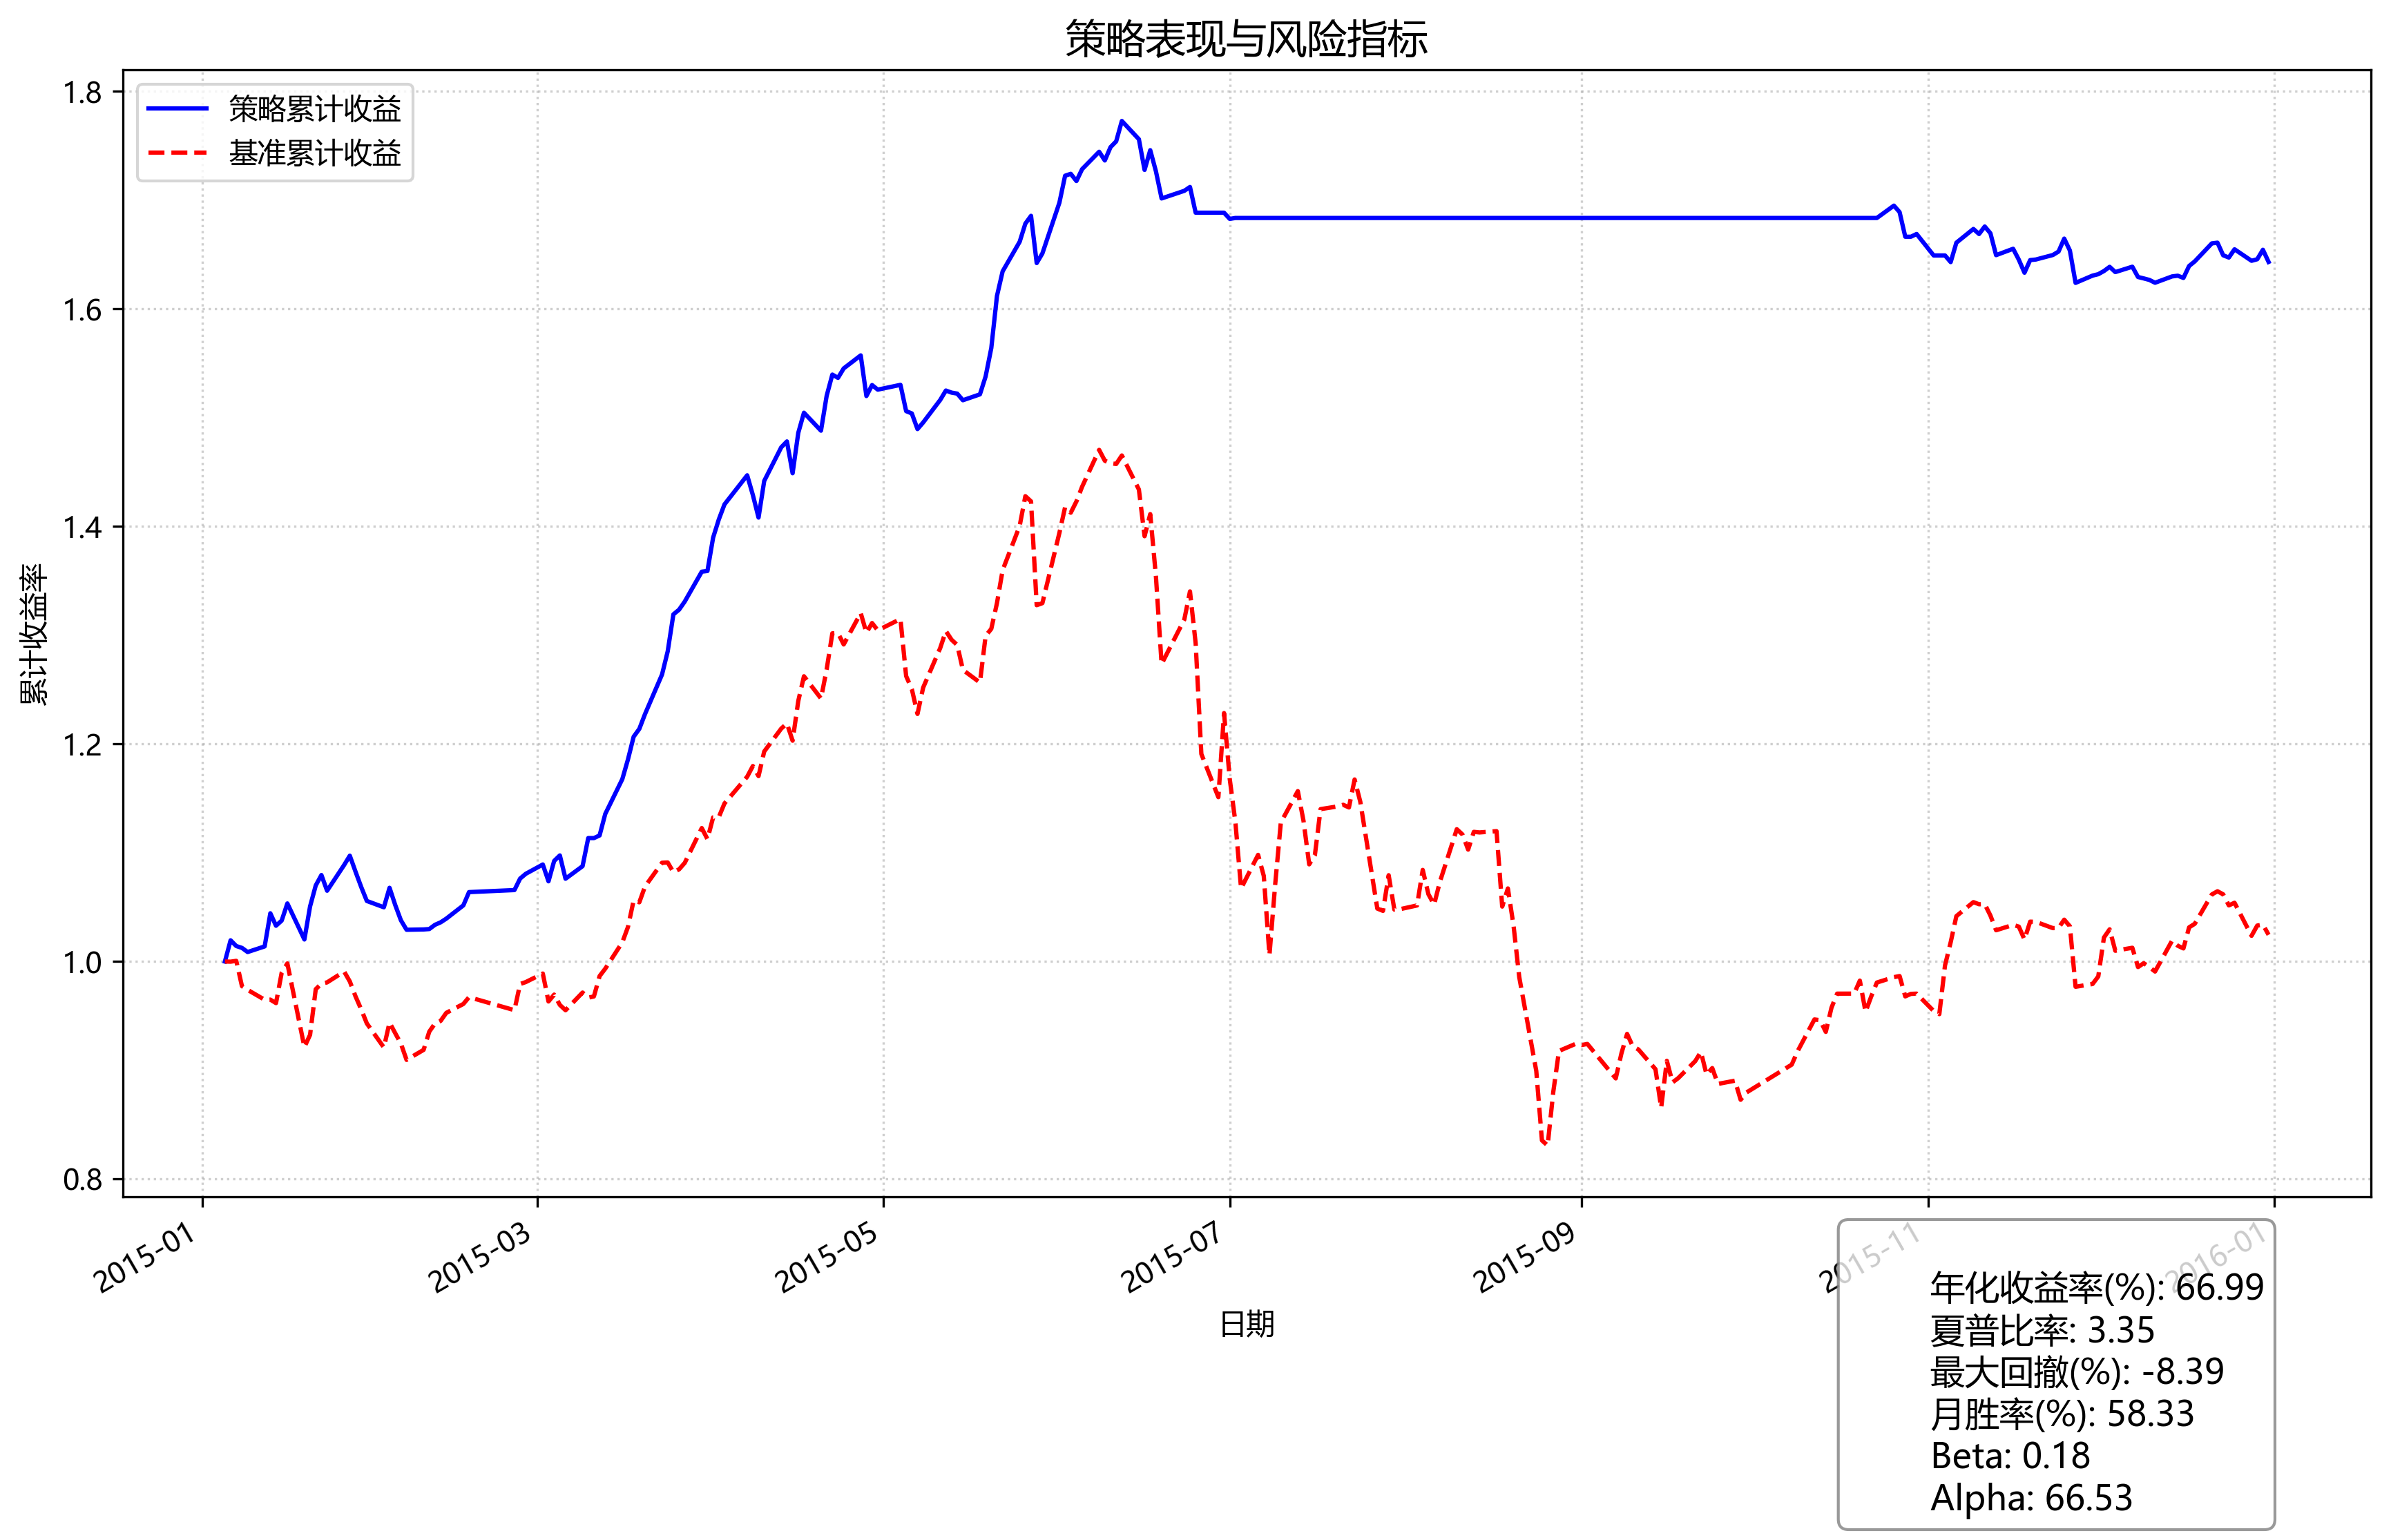 策略表现与风险指标
策略累计收益
基准累计收益
1.8
1.6
1.4
1.2
1.0
0.8
累计收益率
2015-01
2015-03
2015-05
2015-07
2015-09
2015-11
2016-01
日期
年化收益率(%): 66.99
夏普比率: 3.35
最大回撤(%): -8.39
月胜率(%): 58.33
Beta: 0.18
Alpha: 66.53